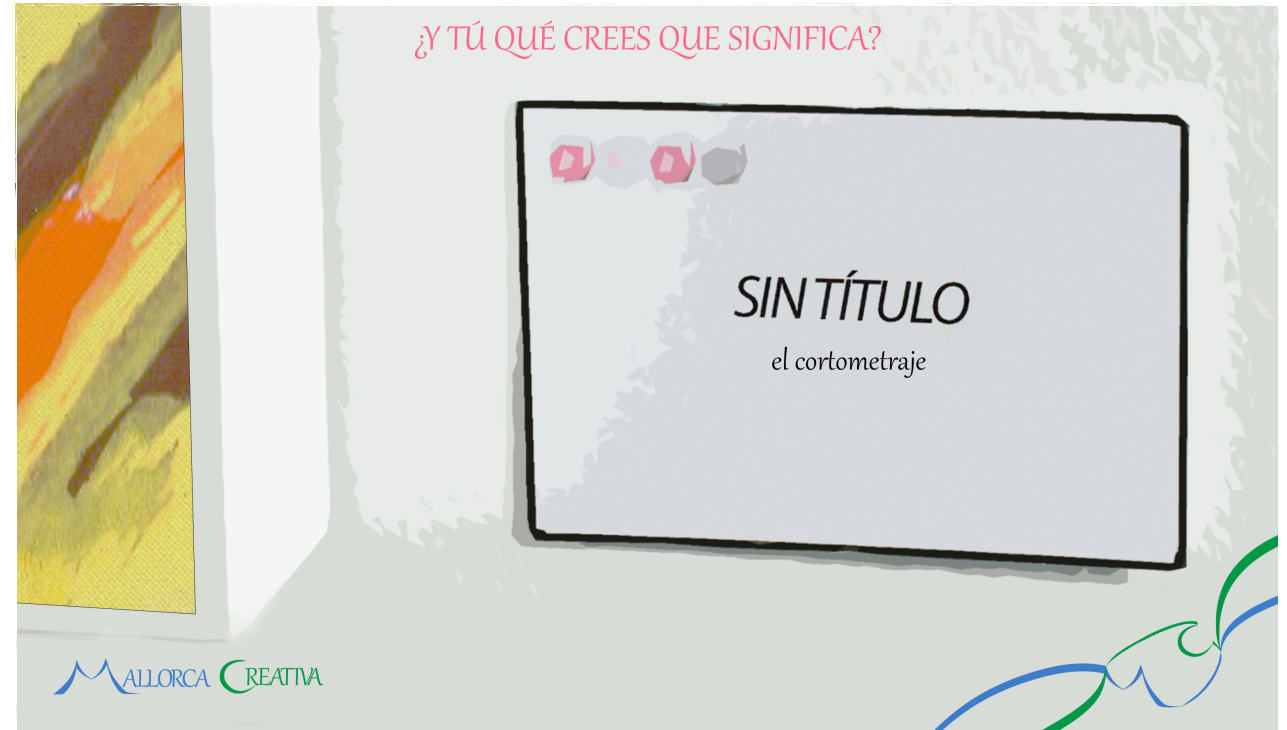 ¿Y TÚ QUÉ CREES QUE SIGNIFICA?
SIN TÍTULO
el cortometraje
MALLORCA CREATIVA